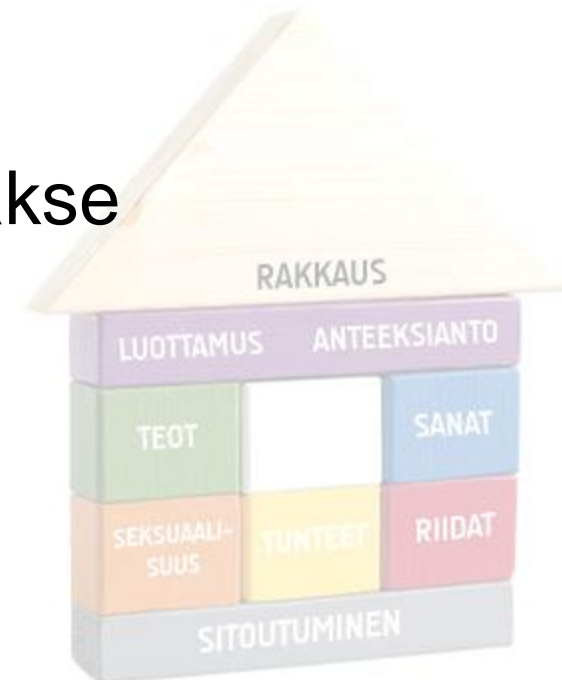 kse
RAKKAUS
LUOTTAMUS ANTEEKSIANTO
TEOT
SANAT
SEKSUAALI-
SUUS
TUNTEET
RIIDAT
SITOUTUMINEN